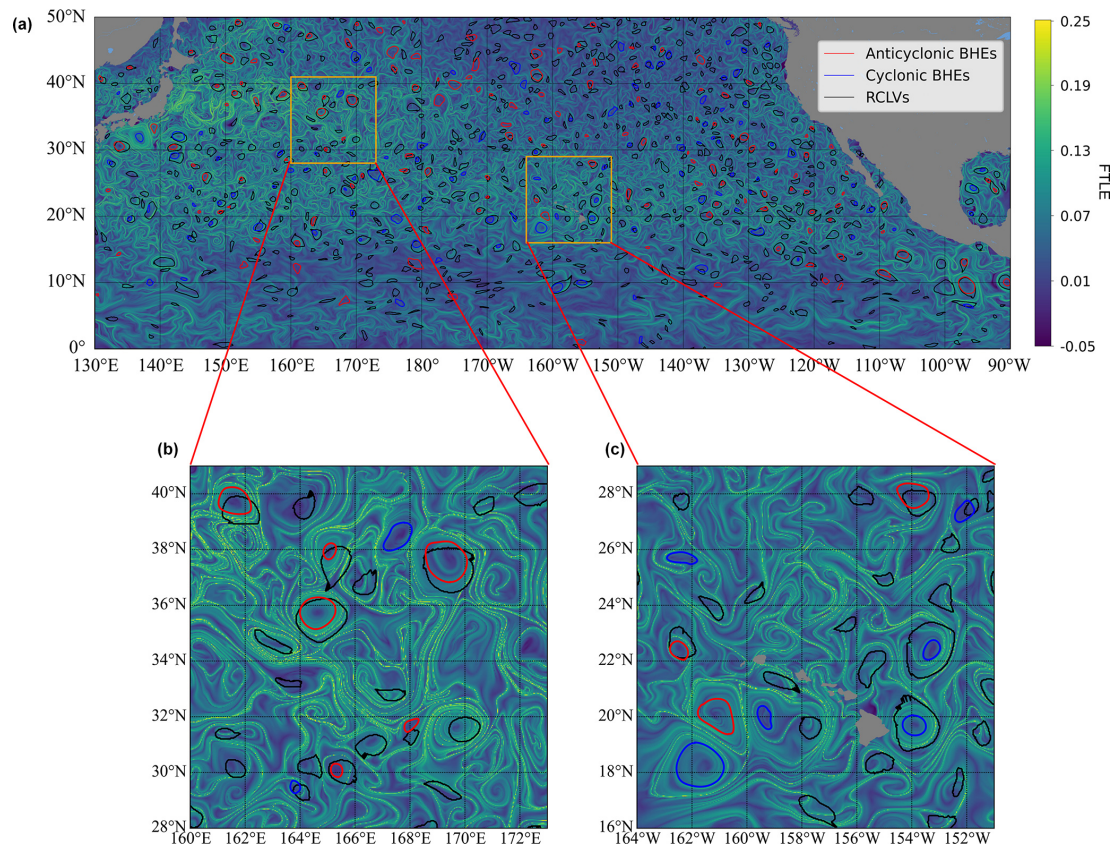 (a)
50°N
40°N
30°N
20°N
10°N
0°
130°E 140°E 150°E 160°E 170°E 180° 170°W 160°W 150°W 140°W 130°W 120°W 110°W 100°W 90°W
Anticyclonic BHEs
Cyclonic BHEs
RCLVs
0.25
0.19
0.13
0.07
0.01
-0.05
FTLE
(b)
40°N
38°N
36°N
34°N
32°N
30°N
28°N
160°E 162°E 164°E 166°E 168°E 170°E 172°E
(c)
28°N
26°N
24°N
22°N
20°N
18°N
16°N
164°W 162°W 160°W 158°W 156°W 154°W 152°W